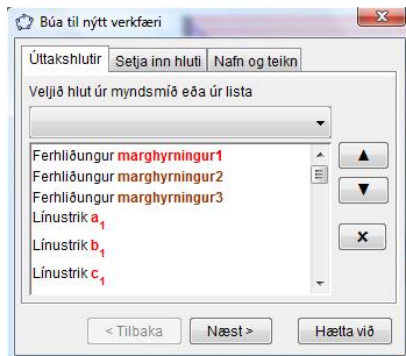 Búa til nýtt verkfæri
Úttakshlutir Setja inn hluti Nafn og teikn
Veljið hlut úr myndsmíð eða úr lista
Ferhliðungur marghyrningur1
Ferhliðungur marghyrningur2
Ferhliðungur marghyrningur3
Línustrik a₁
Línustrik b₁
Línustrik c₁
< Tilbaka Næst > Hætta við